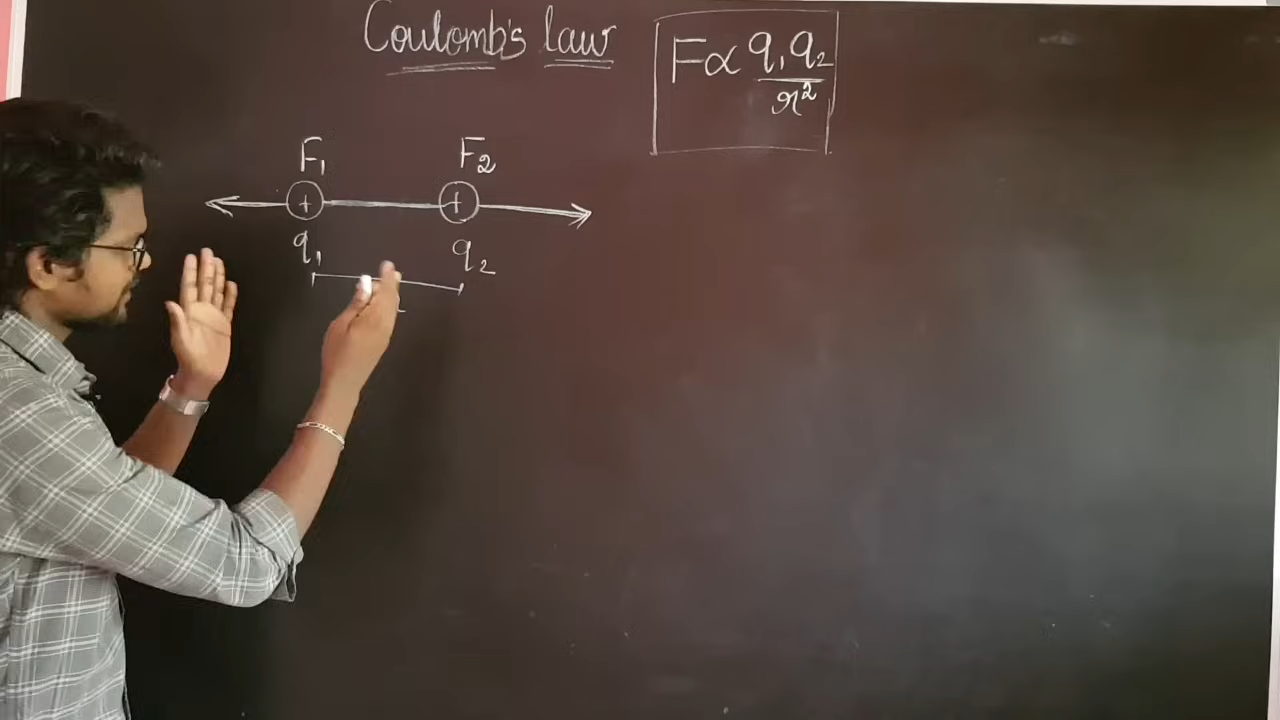 Coulomb's law
F∝ q₁q₂/r²
F₁ F₂
+ +
q₁ q₂